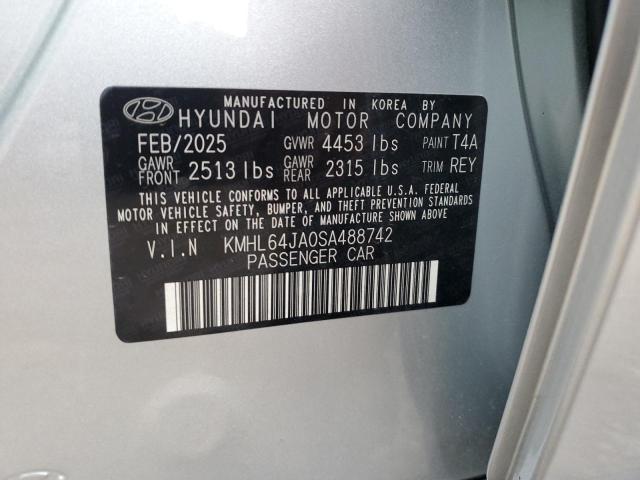 MANUFACTURED IN KOREA BY
HYUNDAI MOTOR COMPANY
FEB/2025 GVWR 4453 lbs PAINT T4A
GAWR FRONT 2513 lbs GAWR REAR 2315 lbs TRIM REY
THIS VEHICLE CONFORMS TO ALL APPLICABLE U.S.A. FEDERAL
MOTOR VEHICLE SAFETY, BUMPER, AND THEFT PREVENTION STANDARDS
IN EFFECT ON THE DATE OF MANUFACTURE SHOWN ABOVE.
V.I.N KMHL64JA0SA488742
PASSENGER CAR